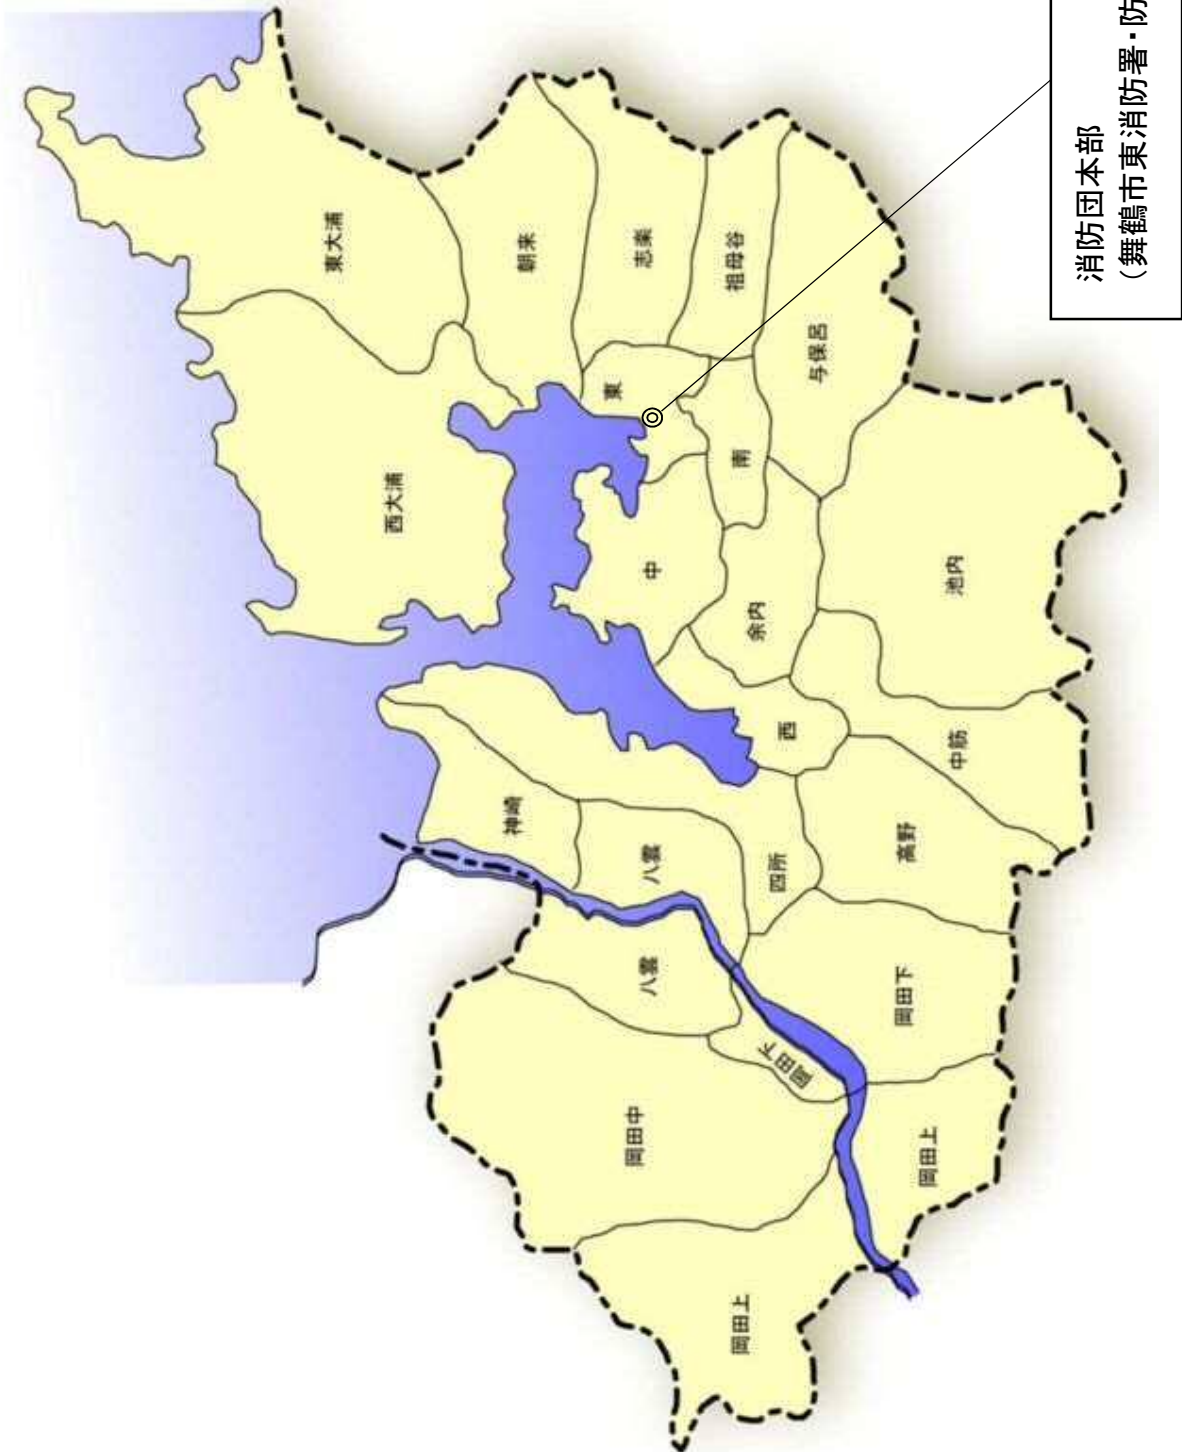 東大浦
朝来
志楽
祖母谷
与保呂
東
南
西大浦
中
余内
池内
西
中筋
神崎
八雲
四所
高野
八雲
岡田下
岡田下
岡田中
岡田上
岡田上
消防団本部
(舞鶴市東消防署・防